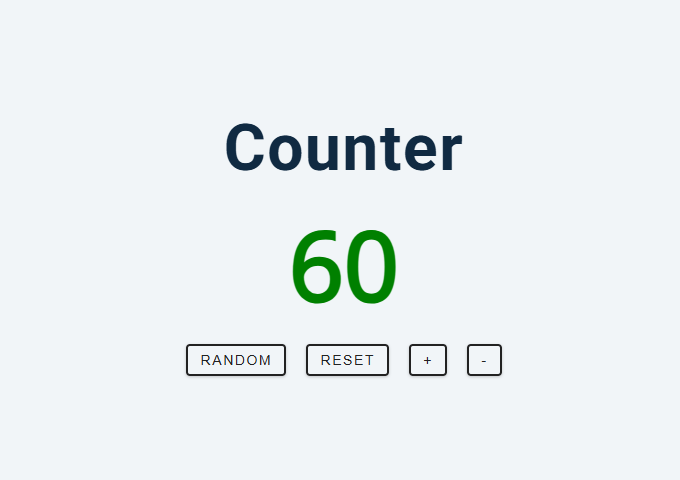 Counter
60
RANDOM RESET + -